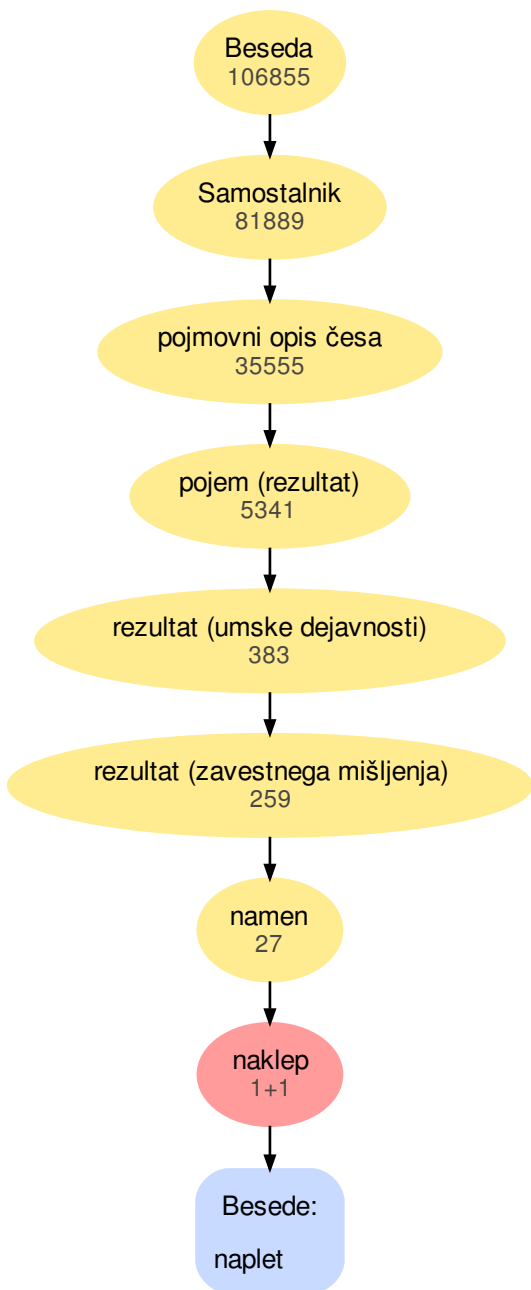 Beseda
106855
Samostalnik
81889
pojmovni opis česa
35555
pojem (rezultat)
5341
rezultat (umske dejavnosti)
383
rezultat (zavestnega mišljenja)
259
namen
27
naklep
1+1
Besede:
naplet